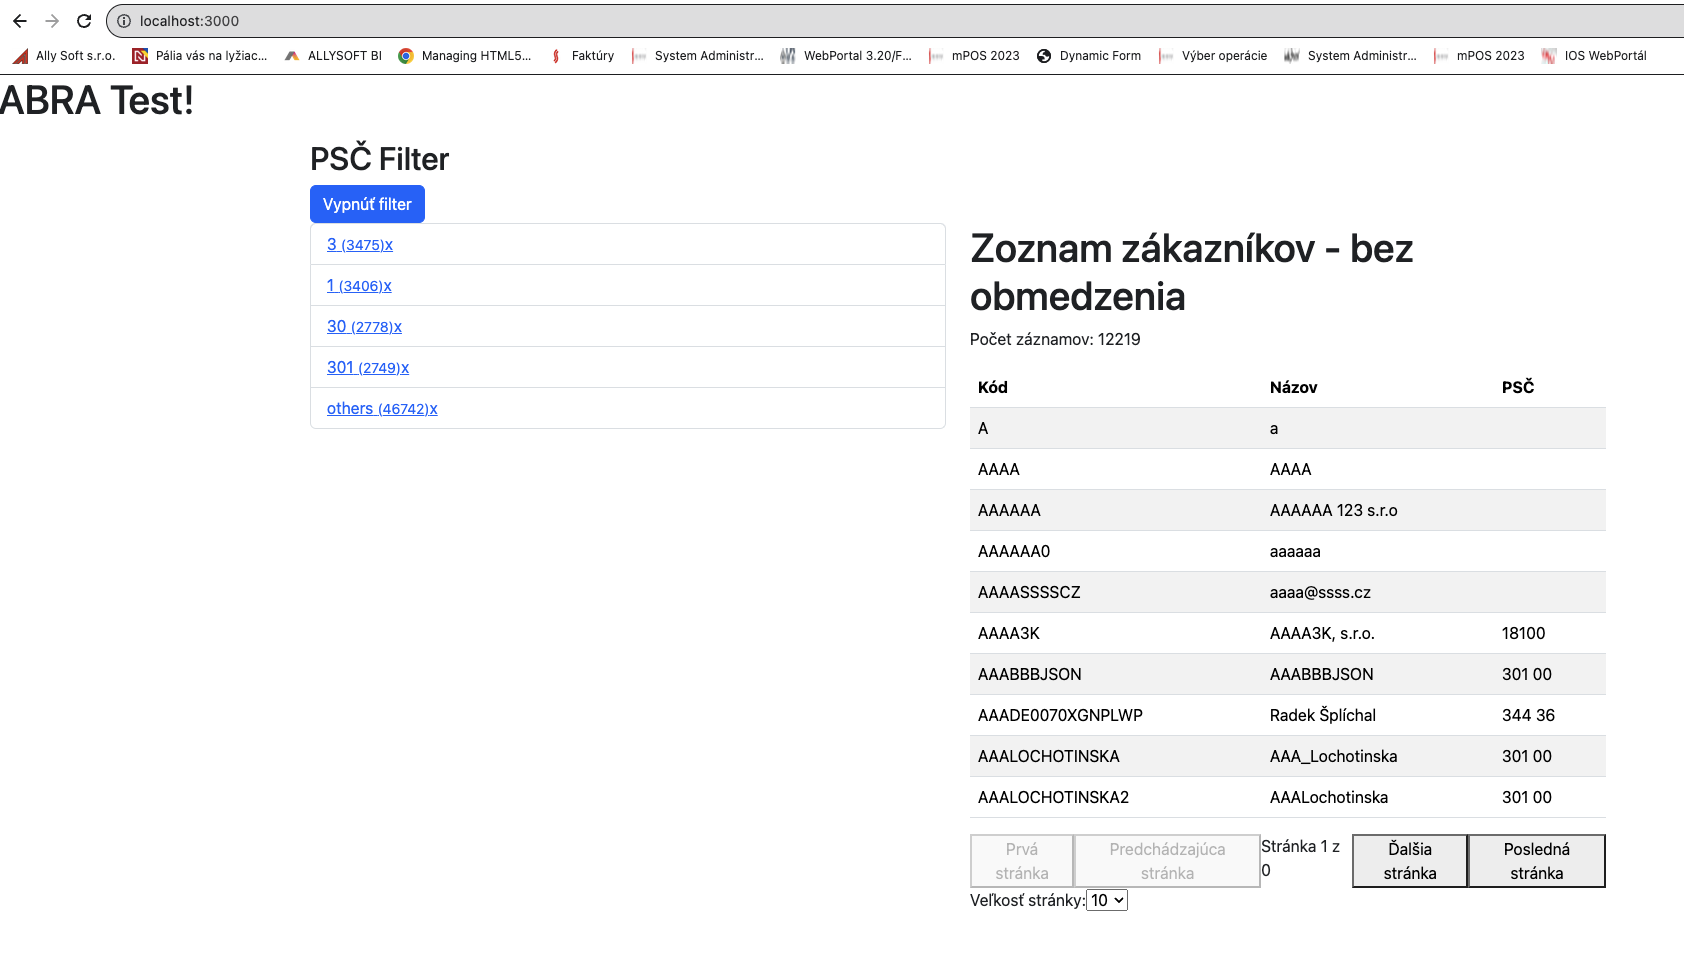 localhost:3000
Ally Soft s.r.o. Pália vás na lyžiac... ALLYSOFT BI Managing HTML5... Faktúry System Administr... WebPortal 3.20/F... mPOS 2023 Dynamic Form Výber operácie System Administr... mPOS 2023 IOS WebPortál
ABRA Test!
PSČ Filter
Vypnúť filter
3 (3475)x
1 (3406)x
30 (2778)x
301 (2749)x
others (46742)x
Zoznam zákazníkov - bez
obmedzenia
Počet záznamov: 12219
Kód Názov PSČ
A a
AAAA AAAA
AAAAAA AAAAAA 123 s.r.o
AAAAAA0 aaaaaa
AAAASSSSCZ aaaa@ssss.cz
AAAA3K AAAA3K, s.r.o. 18100
AAABBBJSON AAABBBJSON 301 00
AAADE0070XGNPLWP Radek Šplíchal 344 36
AAALOCHOTINSKA AAA_Lochotinska 301 00
AAALOCHOTINSKA2 AAALochotinska 301 00
Prvá
stránka
Predchádzajúca
stránka
Stránka 1 z
0
Ďalšia
stránka
Posledná
stránka
Veľkosť stránky: 10